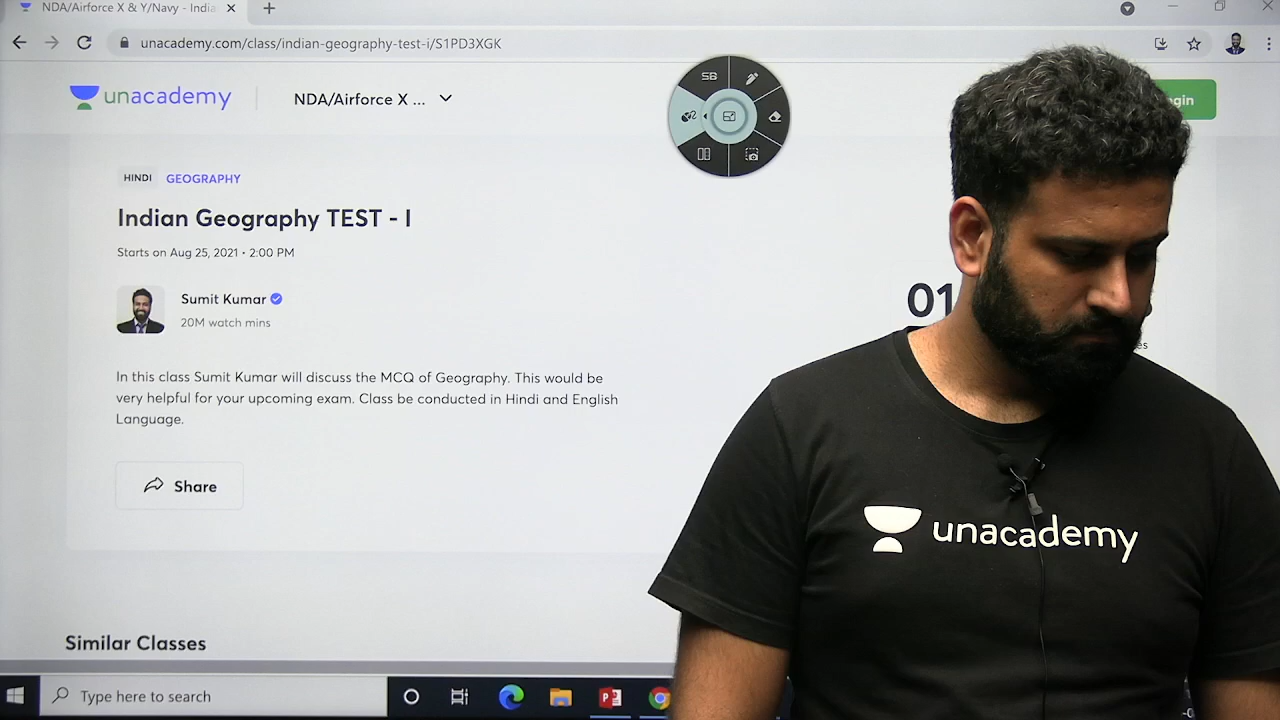 NDA/Airforce X & Y/Navy - India
unacademy.com/class/indian-geography-test-i/S1PD3XGK
unacademy
NDA/Airforce X ...
SB
HINDI GEOGRAPHY
Indian Geography TEST - I
Starts on Aug 25, 2021 • 2:00 PM
Sumit Kumar
20M watch mins
01
In this class Sumit Kumar will discuss the MCQ of Geography. This would be
very helpful for your upcoming exam. Class be conducted in Hindi and English
Language.
Share
unacademy
Similar Classes
Type here to search